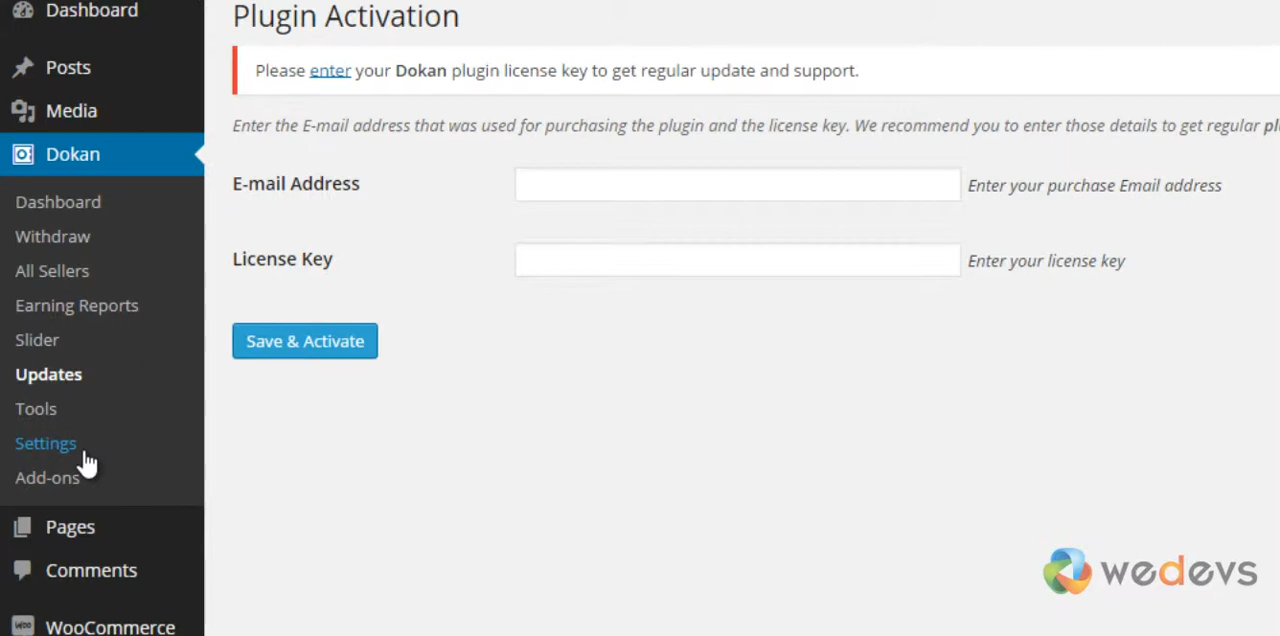 Dashboard
Posts
Media
Dokan
Dashboard
Withdraw
All Sellers
Earning Reports
Slider
Updates
Tools
Settings
Add-ons
Pages
Comments
woo WooCommerce
Plugin Activation
Please enter your Dokan plugin license key to get regular update and support.
Enter the E-mail address that was used for purchasing the plugin and the license key. We recommend you to enter those details to get regular
E-mail Address Enter your purchase Email address
License Key Enter your license key
Save & Activate
wedevs